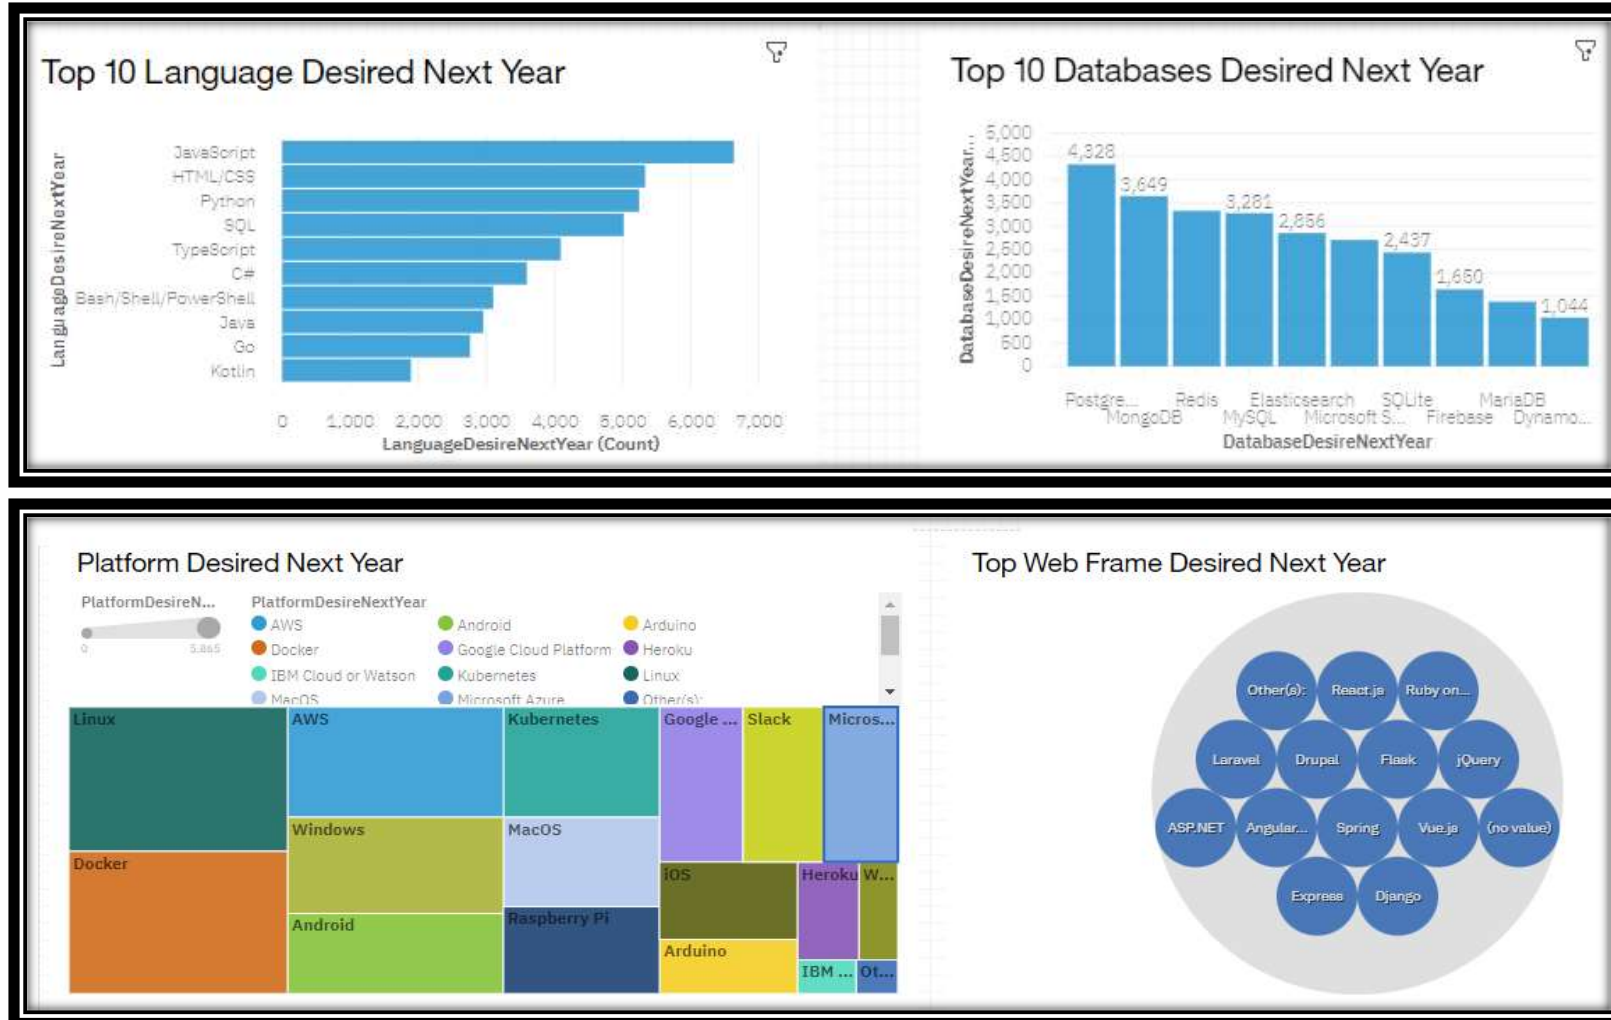 Top 10 Language Desired Next Year
LanguageDesireNextYear
JavaScript
HTML/CSS
Python
SQL
TypeScript
C#
Bash/Shell/PowerShell
Java
Go
Kotlin
0 1,000 2,000 3,000 4,000 5,000 6,000 7,000
LanguageDesireNextYear (Count)
Top 10 Databases Desired Next Year
DatabaseDesireNextYear...
5,000
4,500
4,000
3,500
3,000
2,500
2,000
1,500
1,000
500
0
4,328
3,649
3,281
2,856
2,437
1,650
1,044
Postgre... Redis Elasticsearch SQLite MariaDB
MongoDB MySQL Microsoft S... Firebase Dynamo...
DatabaseDesireNextYear
Platform Desired Next Year
PlatformDesireN... PlatformDesireNextYear
0 5,865
AWS Android Arduino
Docker Google Cloud Platform Heroku
IBM Cloud or Watson Kubernetes Linux
MacOS Microsoft Azure Other(s):
Linux AWS Kubernetes Google ... Slack Micros...
Windows MacOS
Docker iOS Heroku W...
Android Raspberry Pi
Arduino
IBM ... Ot...
Top Web Frame Desired Next Year
Other(s): React.js Ruby on...
Laravel Drupal Flask jQuery
ASP.NET Angular... Spring Vue.js (no value)
Express Django